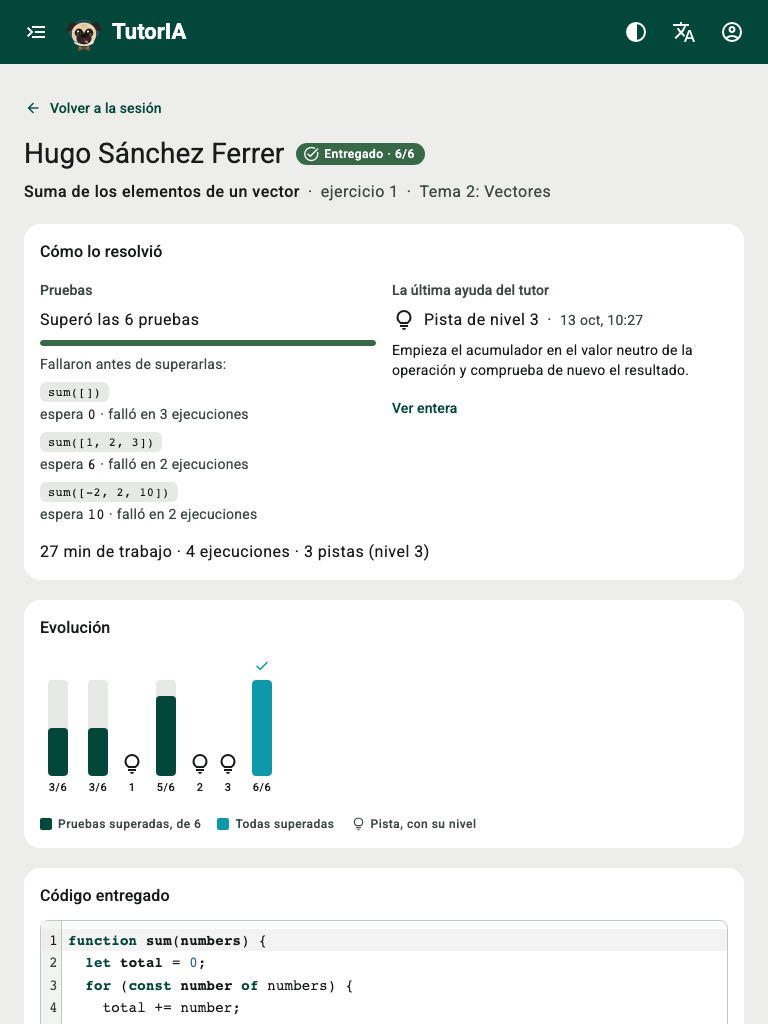 TutorIA
Volver a la sesión
Hugo Sánchez Ferrer
Entregado · 6/6
Suma de los elementos de un vector · ejercicio 1 · Tema 2: Vectores
Cómo lo resolvió
Pruebas
Superó las 6 pruebas
Fallaron antes de superarlas:
sum([])
espera 0 · falló en 3 ejecuciones
sum([1, 2, 3])
espera 6 · falló en 2 ejecuciones
sum([-2, 2, 10])
espera 10 · falló en 2 ejecuciones
La última ayuda del tutor
Pista de nivel 3 · 13 oct, 10:27
Empieza el acumulador en el valor neutro de la
operación y comprueba de nuevo el resultado.
Ver entera
27 min de trabajo · 4 ejecuciones · 3 pistas (nivel 3)
Evolución
3/6 3/6 1 5/6 2 3 6/6
Pruebas superadas, de 6 Todas superadas Pista, con su nivel
Código entregado
1 function sum(numbers) {
2 let total = 0;
3 for (const number of numbers) {
4 total += number;